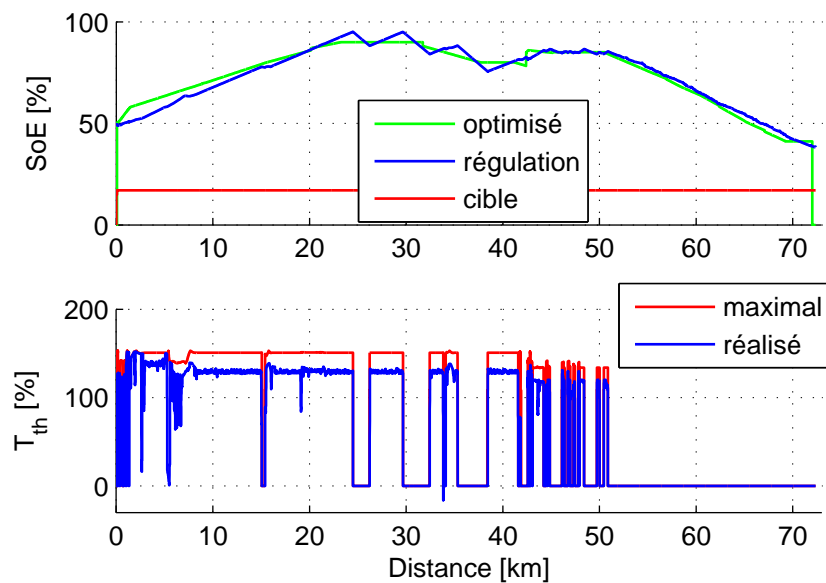 100
50
0
SoE [%]
optimisé
régulation
cible
0 10 20 30 40 50 60 70
200
100
0
T_th [%]
maximal
réalisé
0 10 20 30 40 50 60 70
Distance [km]